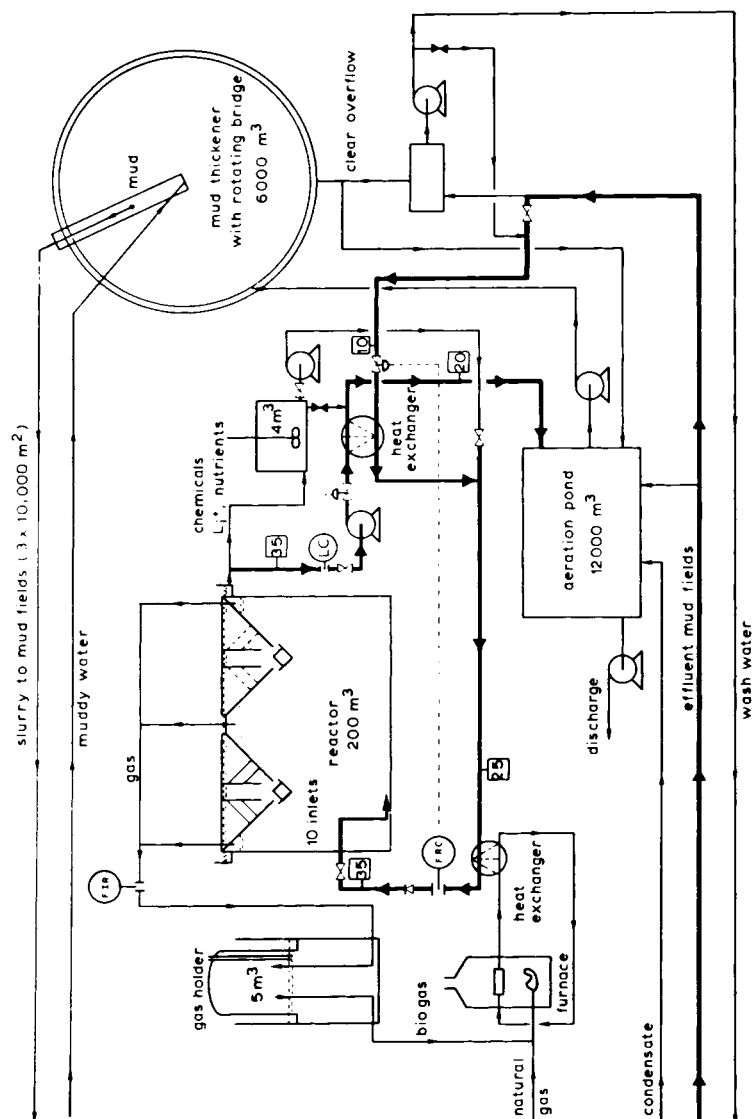 slurry to mud fields (3 x 10,000 m²)
muddy water
mud
mud thickener
with rotating bridge
6000 m³
clear overflow
gas
FIR
gas holder
5 m³
10 inlets
reactor
200 m³
35
LC
chemicals
Li⁺, nutrients
4 m³
10
20
heat
exchanger
35
FRC
25
heat
exchanger
biogas
furnace
natural
gas
aeration pond
12000 m³
discharge
condensate
effluent mud fields
wash water